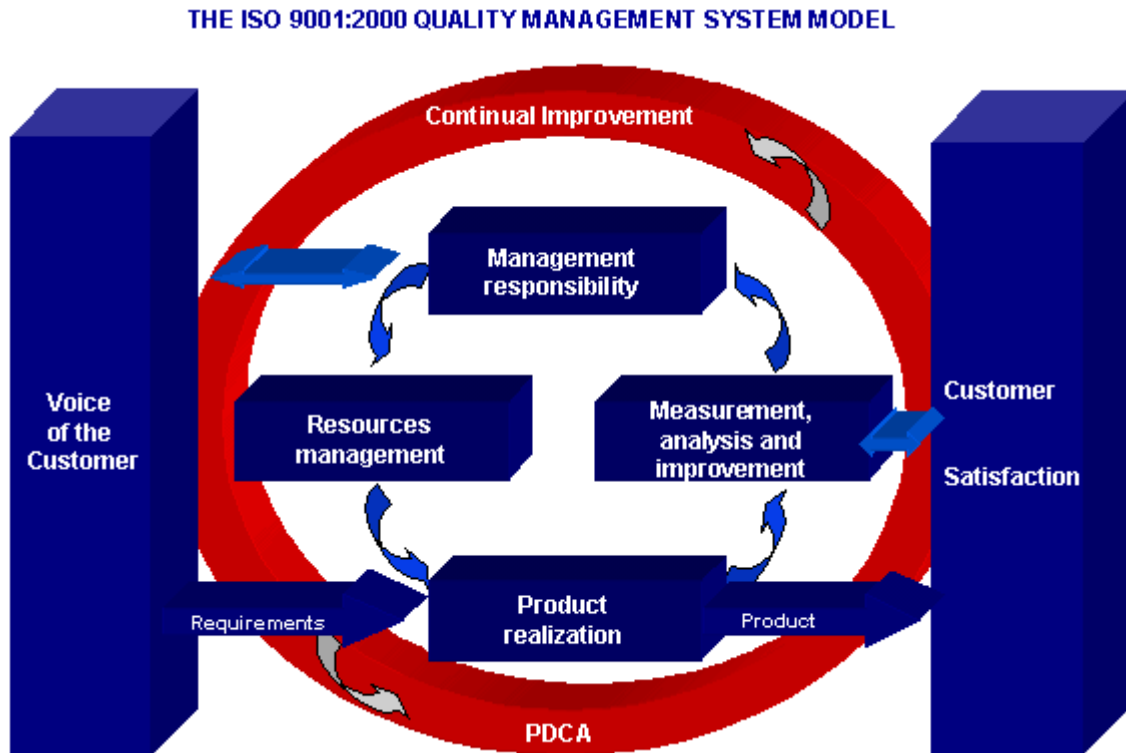 THE ISO 9001:2000 QUALITY MANAGEMENT SYSTEM MODEL
Continual Improvement
Management
responsibility
Voice
of the
Customer
Resources
management
Measurement,
analysis and
improvement
Customer
Satisfaction
Requirements
Product
realization
Product
PDCA